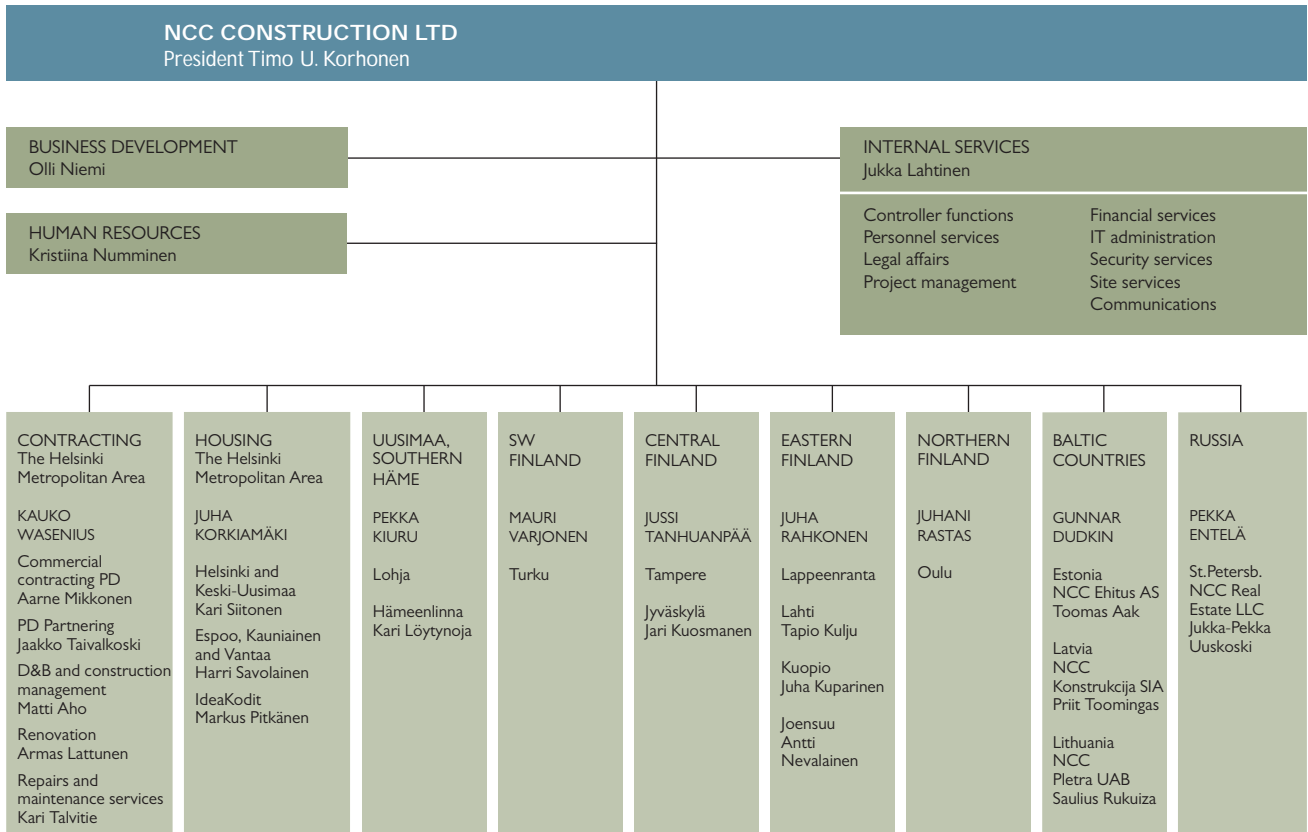 NCC CONSTRUCTION LTD
President Timo U. Korhonen
BUSINESS DEVELOPMENT
Olli Niemi
INTERNAL SERVICES
Jukka Lahtinen
HUMAN RESOURCES
Kristiina Numminen
Controller functions
Personnel services
Legal affairs
Project management
Financial services
IT administration
Security services
Site services
Communications
CONTRACTING
The Helsinki
Metropolitan Area
KAUKO
WASENIUS
Commercial
contracting PD
Aarne Mikkonen
PD Partnering
Jaakko Taivalkoski
D&B and construction
management
Matti Aho
Renovation
Armas Lattunen
Repairs and
maintenance services
Kari Talvitie
HOUSING
The Helsinki
Metropolitan Area
JUHA
KORKIAMÄKI
Helsinki and
Keski-Uusimaa
Kari Siitonen
Espoo, Kauniainen
and Vantaa
Harri Savolainen
IdeaKodit
Markus Pitkänen
UUSIMAA,
SOUTHERN
HÄME
PEKKA
KIURU
Lohja
Hämeenlinna
Kari Löytynoja
SW
FINLAND
MAURI
VARJONEN
Turku
CENTRAL
FINLAND
JUSSI
TANHUANPÄÄ
Tampere
Jyväskylä
Jari Kuosmanen
EASTERN
FINLAND
JUHA
RAHKONEN
Lappeenranta
Lahti
Tapio Kulju
Kuopio
Juha Kuparinen
Joensuu
Antti
Nevalainen
NORTHERN
FINLAND
JUHANI
RASTAS
Oulu
BALTIC
COUNTRIES
GUNNAR
DUDKIN
Estonia
NCC Ehitus AS
Toomas Aak
Latvia
NCC
Konstrukcija SIA
Priit Toomingas
Lithuania
NCC
Pletra UAB
Saulius Rukuiza
RUSSIA
PEKKA
ENTELÄ
St.Petersb.
NCC Real
Estate LLC
Jukka-Pekka
Uuskoski